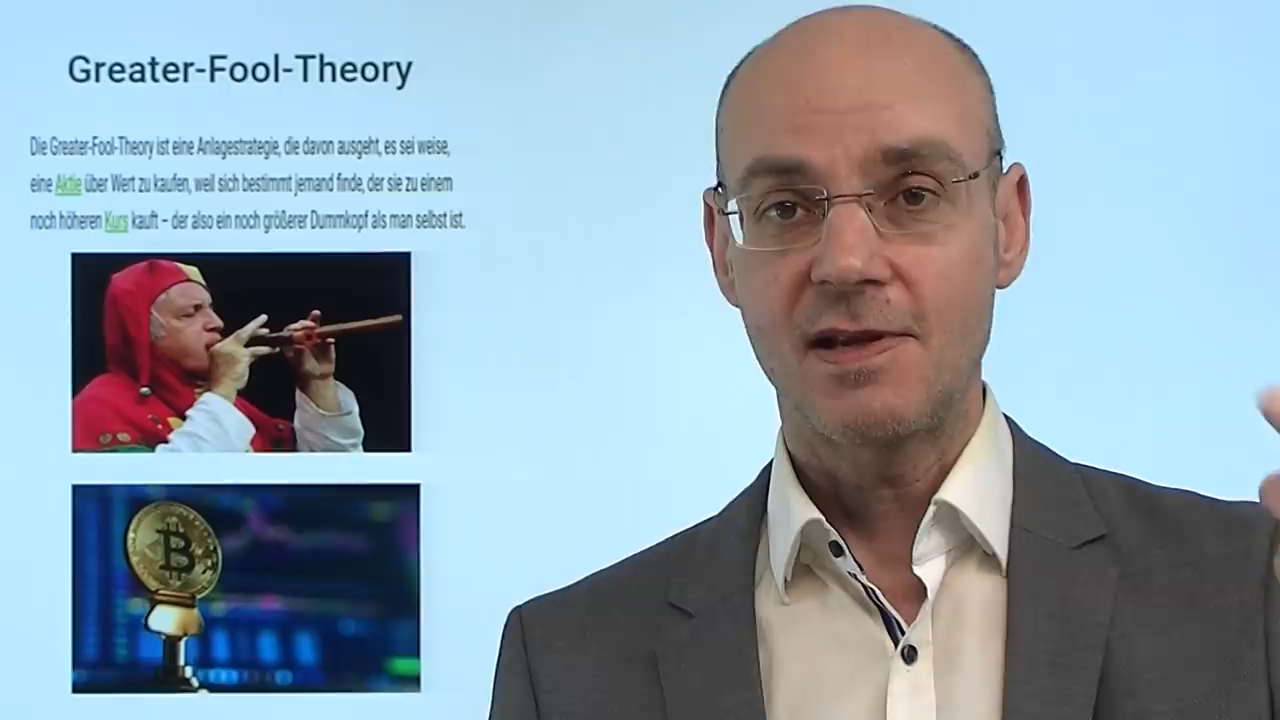 Greater-Fool-Theory
Die Greater-Fool-Theory ist eine Anlagestrategie, die davon ausgeht, es sei weise,
eine Aktie über Wert zu kaufen, weil sich bestimmt jemand finde, der sie zu einem
noch höheren Kurs kauft – der also ein noch größerer Dummkopf als man selbst ist.